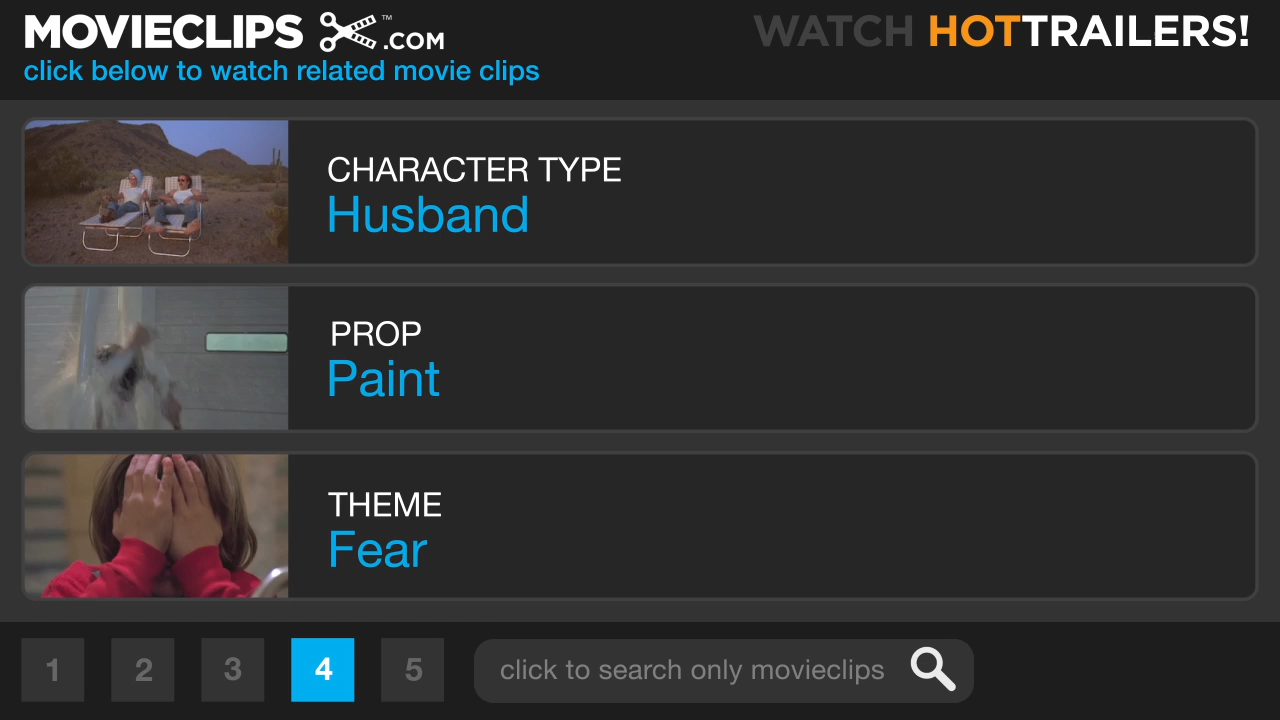 MOVIECLIPS ™ .COM
WATCH HOTTRAILERS!
click below to watch related movie clips
CHARACTER TYPE
Husband
PROP
Paint
THEME
Fear
1 2 3 4 5 click to search only movieclips